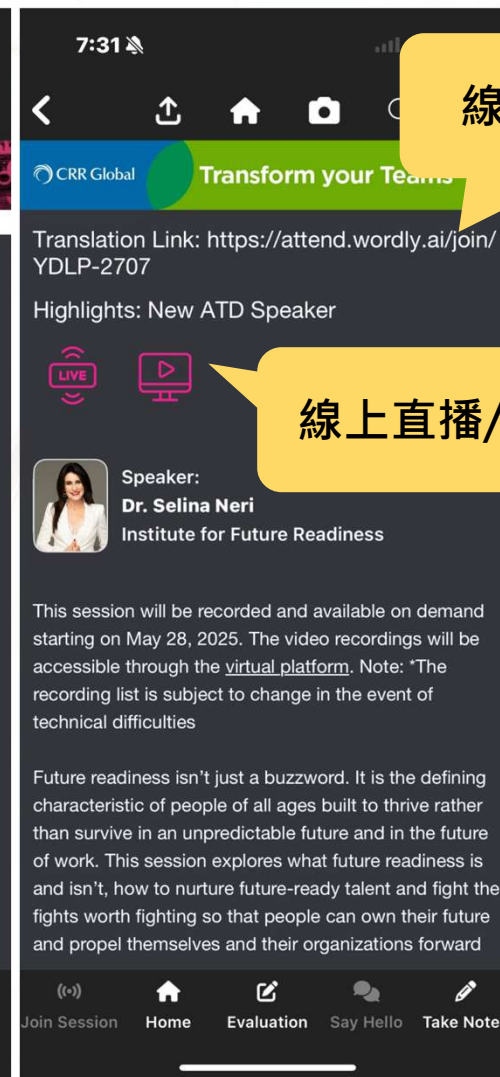 7:31
線
CRR Global
Transform your Teams
Translation Link: https://attend.wordly.ai/join/
YDLP-2707
Highlights: New ATD Speaker
LIVE
線上直播/
Speaker:
Dr. Selina Neri
Institute for Future Readiness
This session will be recorded and available on demand
starting on May 28, 2025. The video recordings will be
accessible through the virtual platform. Note: *The
recording list is subject to change in the event of
technical difficulties
Future readiness isn't just a buzzword. It is the defining
characteristic of people of all ages built to thrive rather
than survive in an unpredictable future and in the future
of work. This session explores what future readiness is
and isn't, how to nurture future-ready talent and fight the
fights worth fighting so that people can own their future
and propel themselves and their organizations forward
Join Session
Home
Evaluation
Say Hello
Take Note